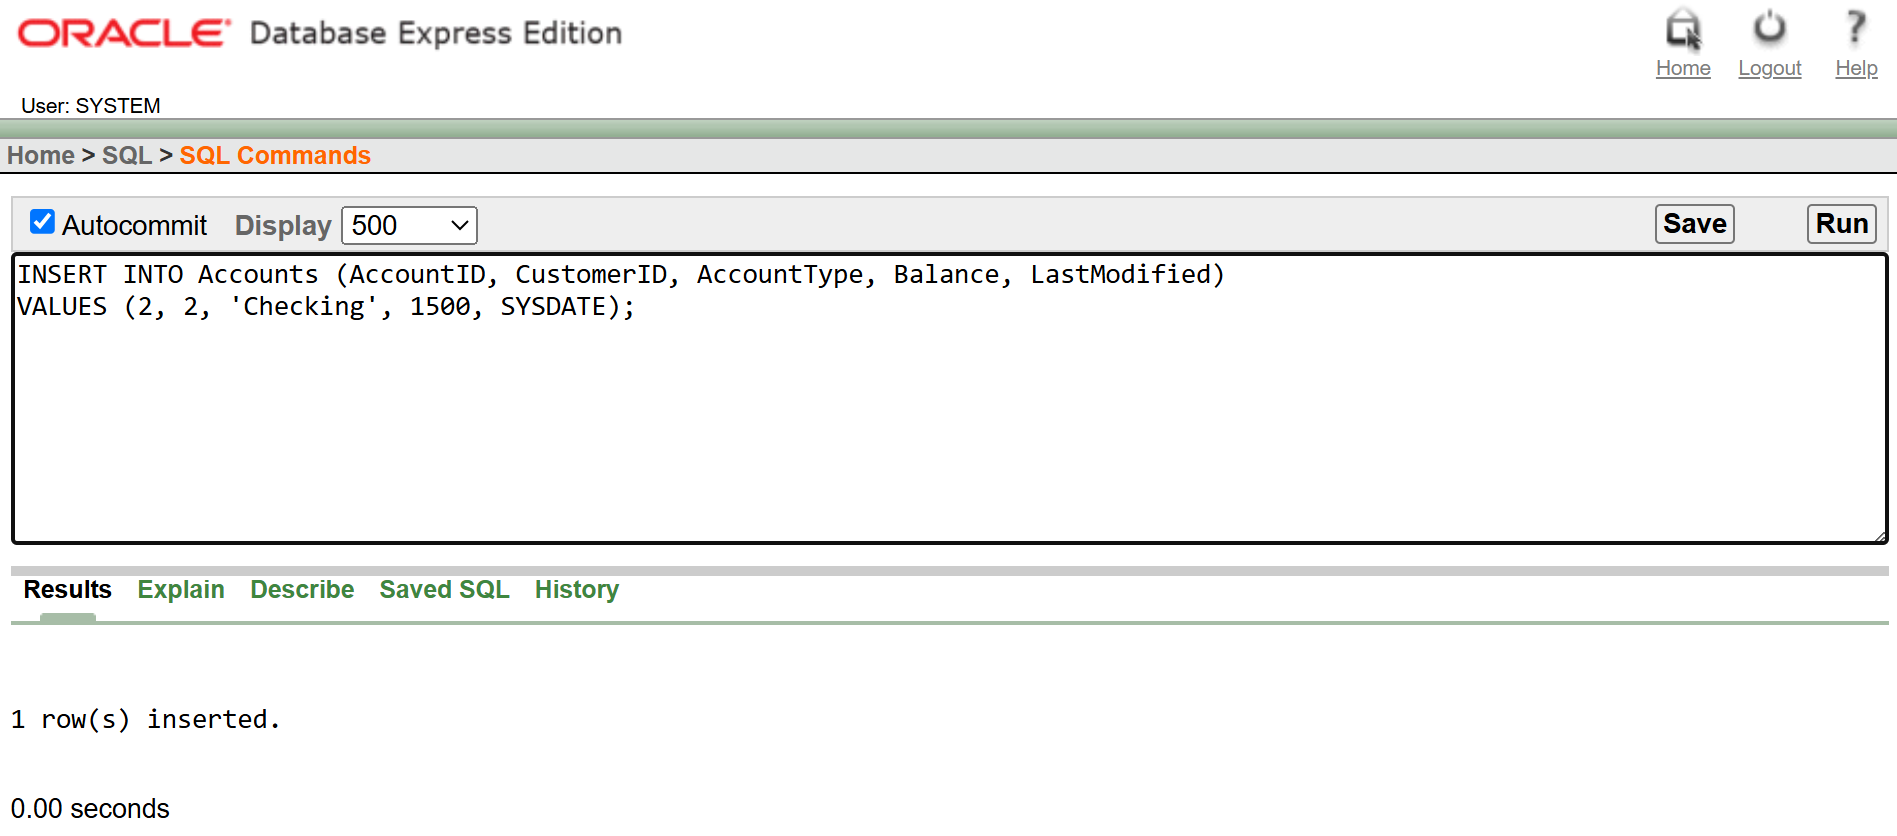 ORACLE Database Express Edition
Home Logout Help
User: SYSTEM
Home > SQL > SQL Commands
Autocommit Display 500 Save Run
INSERT INTO Accounts (AccountID, CustomerID, AccountType, Balance, LastModified)
VALUES (2, 2, 'Checking', 1500, SYSDATE);
Results Explain Describe Saved SQL History
1 row(s) inserted.
0.00 seconds